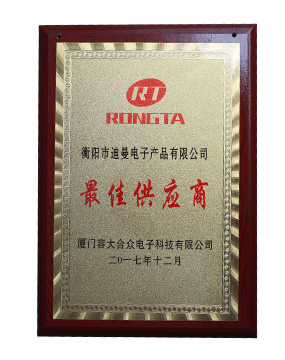 RT
RONGTA
衡阳市迪曼电子产品有限公司
最佳供应商
厦门容大合众电子科技有限公司
二〇一七年十二月